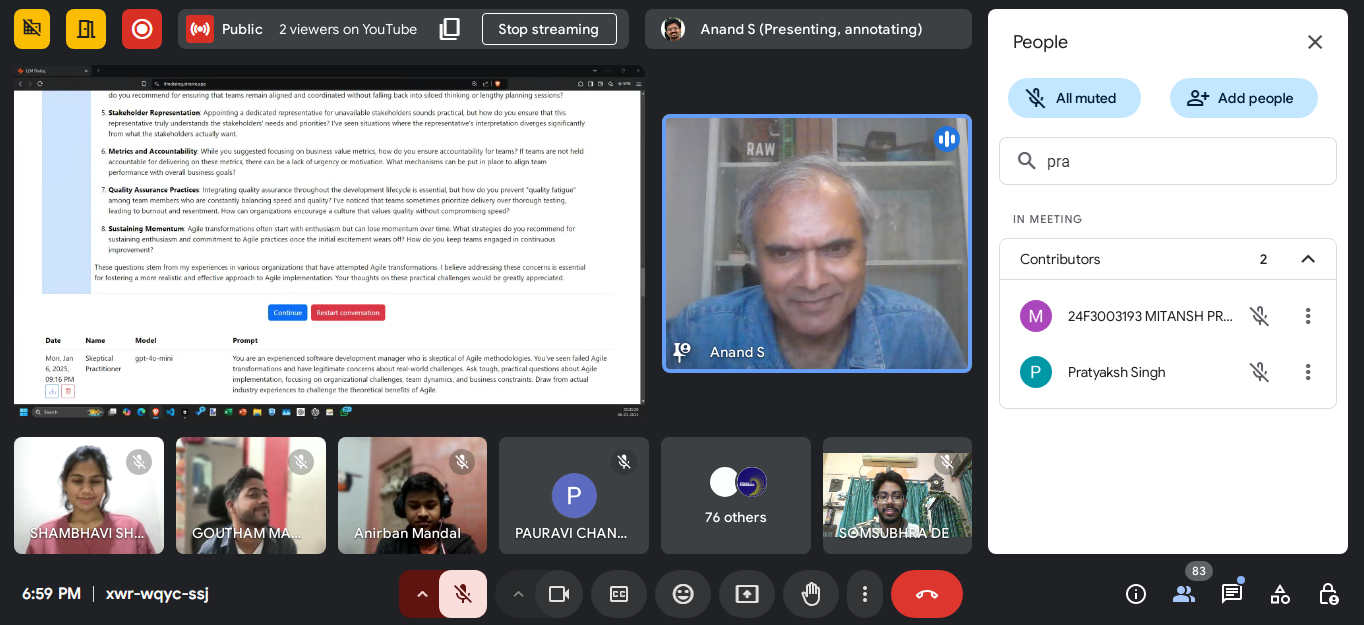 Public
2 viewers on YouTube
Stop streaming
Anand S (Presenting, annotating)
LLM Dialog
llmdialog.straive.app
do you recommend for ensuring that teams remain aligned and coordinated without falling back into siloed thinking or lengthy planning sessions?
5. Stakeholder Representation: Appointing a dedicated representative for unavailable stakeholders sounds practical, but how do you ensure that this
representative truly understands the stakeholders' needs and priorities? I've seen situations where the representative's interpretation diverges significantly
from what the stakeholders actually want.
6. Metrics and Accountability: While you suggested focusing on business value metrics, how do you ensure accountability for teams? If teams are not held
accountable for delivering on these metrics, there can be a lack of urgency or motivation. What mechanisms can be put in place to align team
performance with overall business goals?
7. Quality Assurance Practices: Integrating quality assurance throughout the development lifecycle is essential, but how do you prevent "quality fatigue"
among team members who are constantly balancing speed and quality? I've noticed that teams sometimes prioritize delivery over thorough testing,
leading to burnout and resentment. How can organizations encourage a culture that values quality without compromising speed?
8. Sustaining Momentum: Agile transformations often start with enthusiasm but can lose momentum over time. What strategies do you recommend for
sustaining enthusiasm and commitment to Agile practices once the initial excitement wears off? How do you keep teams engaged in continuous
improvement?
These questions stem from my experiences in various organizations that have attempted Agile transformations. I believe addressing these concerns is essential
for fostering a more realistic and effective approach to Agile implementation. Your thoughts on these practical challenges would be greatly appreciated.
Continue
Restart conversation
Date Name Model Prompt
Mon, Jan
6, 2025,
09:16 PM
Skeptical
Practitioner
gpt-4o-mini
You are an experienced software development manager who is skeptical of Agile methodologies. You've seen failed Agile
transformations and have legitimate concerns about real-world challenges. Ask tough, practical questions about Agile
implementation, focusing on organizational challenges, team dynamics, and business constraints. Draw from actual
industry experiences to challenge the theoretical benefits of Agile.
Search
RAW
Anand S
SHAMBHAVI SH...
GOUTHAM MA...
Anirban Mandal
P
PAURAVI CHAN...
76 others
SOMSUBHRA DE
People
All muted
Add people
pra
IN MEETING
Contributors
2
M
24F3003193 MITANSH PR...
P
Pratyaksh Singh
6:59 PM
xwr-wqyc-ssj
83